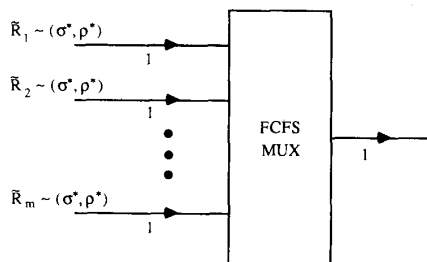 R̃₁ ~ (σ*, ρ*)
1
R̃₂ ~ (σ*, ρ*)
1
FCFS
MUX
1
R̃ₘ ~ (σ*, ρ*)
1